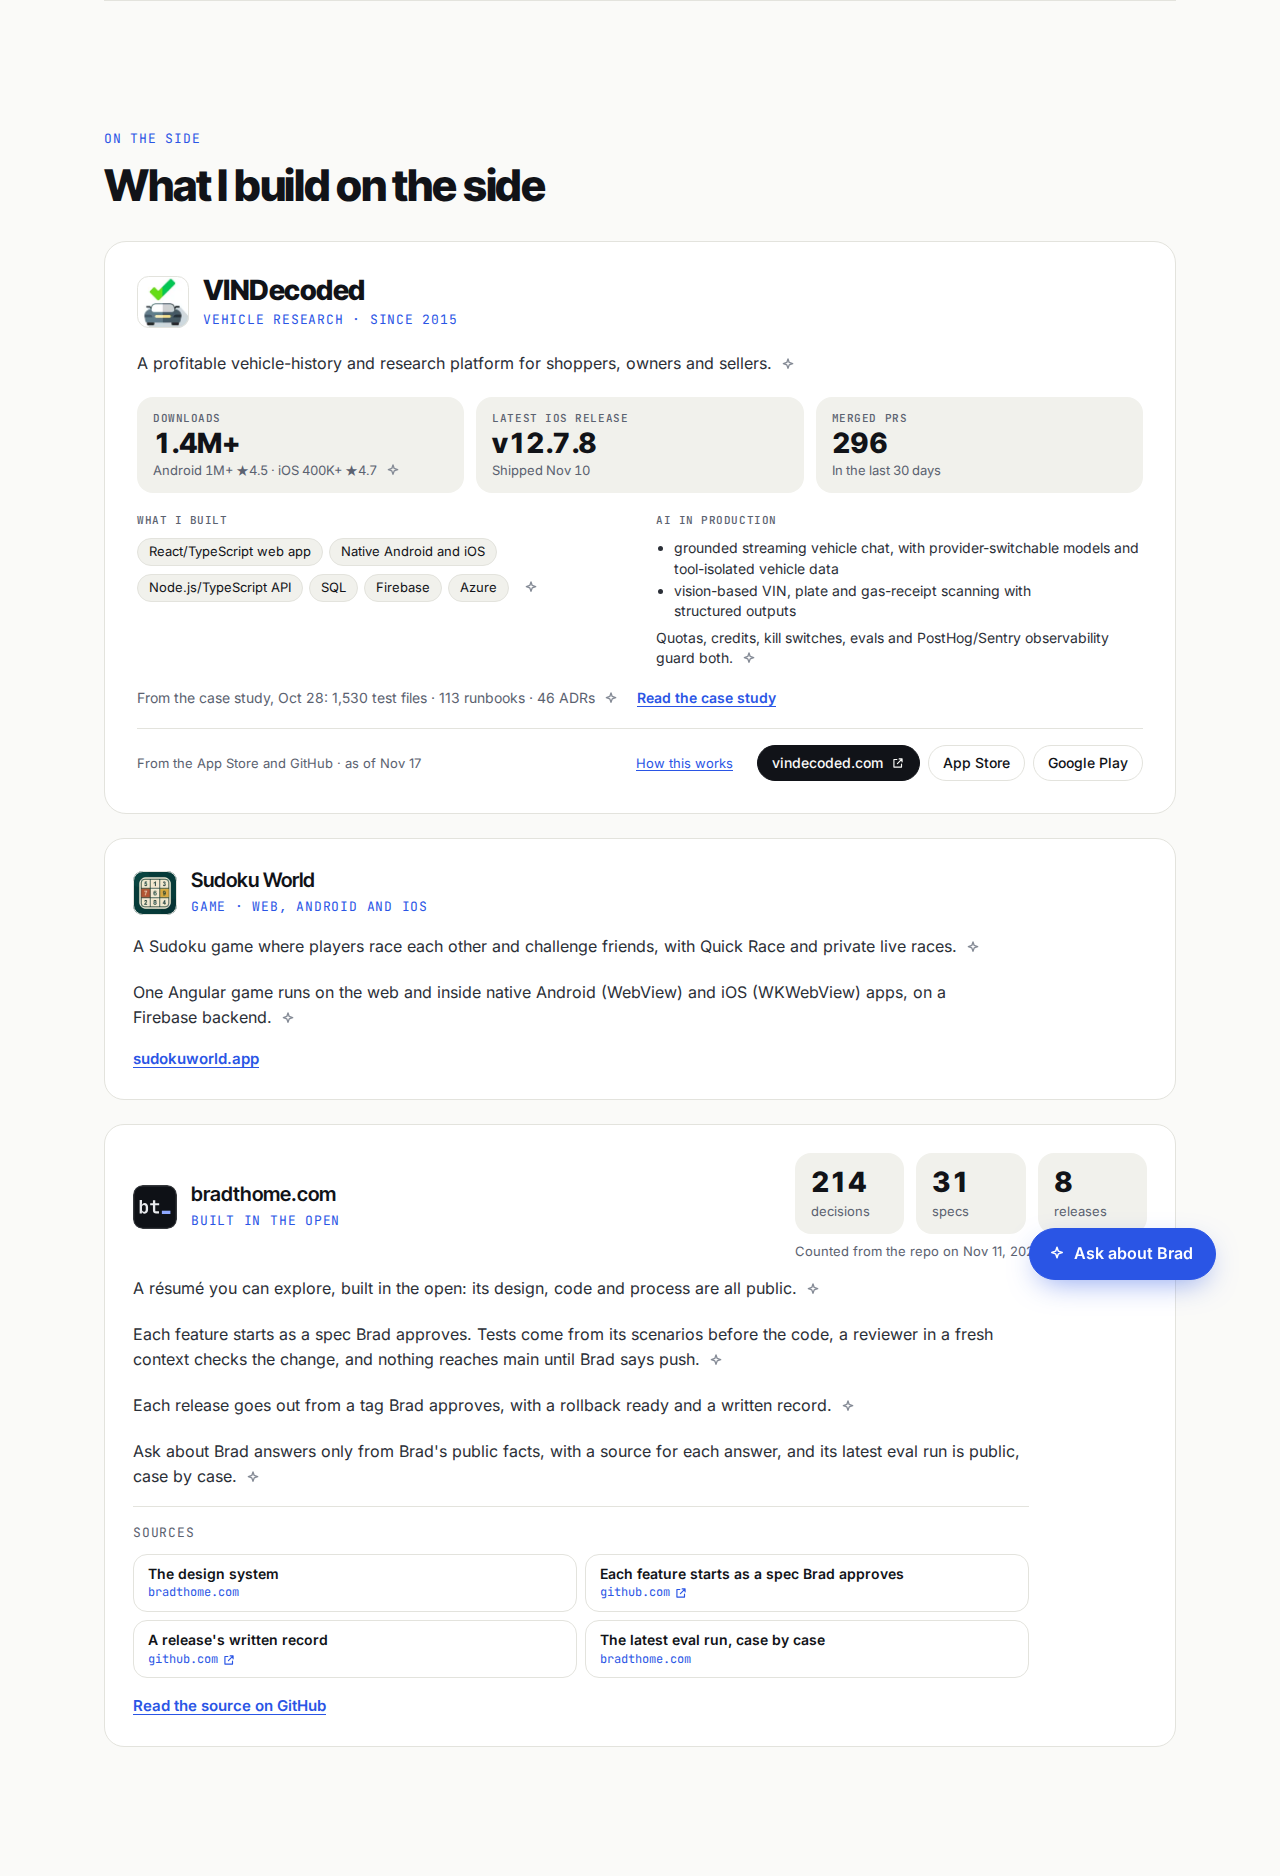 ON THE SIDE
What I build on the side
VINDecoded
VEHICLE RESEARCH · SINCE 2015
A profitable vehicle-history and research platform for shoppers, owners and sellers.
DOWNLOADS
1.4M+
Android 1M+ ★4.5 · iOS 400K+ ★4.7
LATEST IOS RELEASE
v12.7.8
Shipped Nov 10
MERGED PRS
296
In the last 30 days
WHAT I BUILT
React/TypeScript web app
Native Android and iOS
Node.js/TypeScript API
SQL
Firebase
Azure
AI IN PRODUCTION
• grounded streaming vehicle chat, with provider-switchable models and
tool-isolated vehicle data
• vision-based VIN, plate and gas-receipt scanning with
structured outputs
Quotas, credits, kill switches, evals and PostHog/Sentry observability
guard both.
From the case study, Oct 28: 1,530 test files · 113 runbooks · 46 ADRs
Read the case study
From the App Store and GitHub · as of Nov 17
How this works
vindecoded.com
App Store
Google Play
5 1 3
7 6 8
2 9 4
Sudoku World
GAME · WEB, ANDROID AND IOS
A Sudoku game where players race each other and challenge friends, with Quick Race and private live races.
One Angular game runs on the web and inside native Android (WebView) and iOS (WKWebView) apps, on a
Firebase backend.
sudokuworld.app
bt_
bradthome.com
BUILT IN THE OPEN
214
decisions
31
specs
8
releases
Counted from the repo on Nov 11, 202
Ask about Brad
A résumé you can explore, built in the open: its design, code and process are all public.
Each feature starts as a spec Brad approves. Tests come from its scenarios before the code, a reviewer in a fresh
context checks the change, and nothing reaches main until Brad says push.
Each release goes out from a tag Brad approves, with a rollback ready and a written record.
Ask about Brad answers only from Brad's public facts, with a source for each answer, and its latest eval run is public,
case by case.
SOURCES
The design system
bradthome.com
Each feature starts as a spec Brad approves
github.com
A release's written record
github.com
The latest eval run, case by case
bradthome.com
Read the source on GitHub